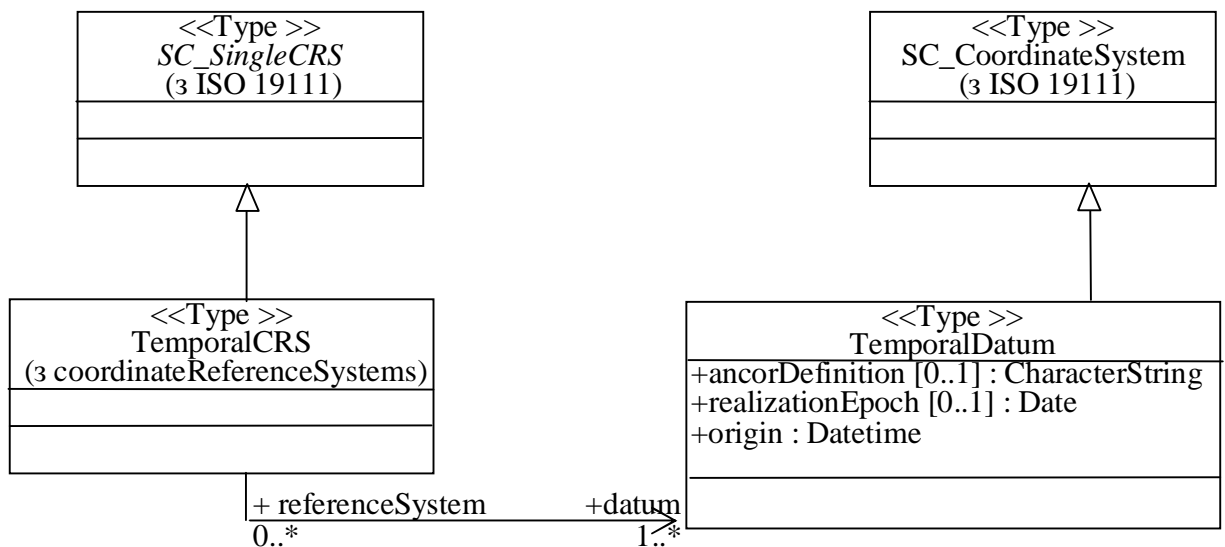 <<Type >>
SC_SingleCRS
(з ISO 19111)
<<Type >>
SC_CoordinateSystem
(з ISO 19111)
<<Type >>
TemporalCRS
(з coordinateReferenceSystems)
<<Type >>
TemporalDatum
+ancorDefinition [0..1] : CharacterString
+realizationEpoch [0..1] : Date
+origin : Datetime
+ referenceSystem
+datum
0..*
1..*